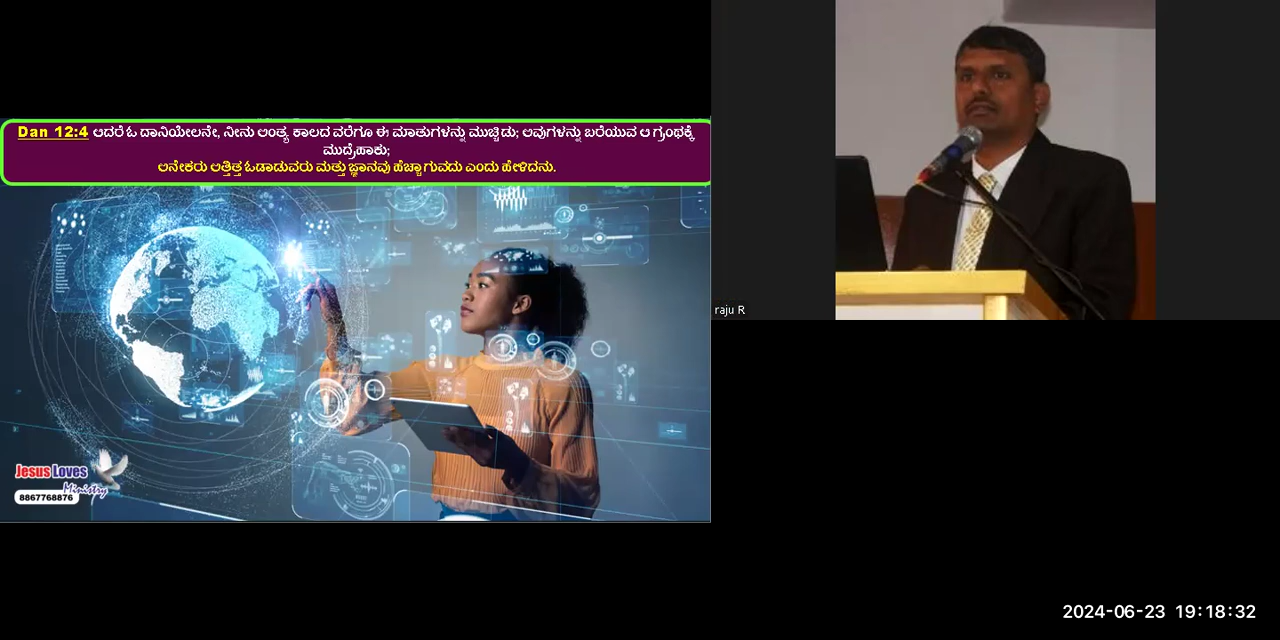 Dan 12:4 ಆದರೆ ಓ ದಾನಿಯೇಲನೇ, ನೀನು ಅಂತ್ಯ ಕಾಲದ ವರೆಗೂ ಈ ಮಾತುಗಳನ್ನು ಮುಚ್ಚಿಡು; ಅವುಗಳನ್ನು ಬರೆಯುವ ಆ ಗ್ರಂಥಕ್ಕೆ
ಮುದ್ರೆಹಾಕು;
ಅನೇಕರು ಅತ್ತಿತ್ತ ಓಡಾಡುವರು ಮತ್ತು ಜ್ಞಾನವು ಹೆಚ್ಚಾಗುವದು ಎಂದು ಹೇಳಿದನು.
raju R
Jesus Loves
Ministry
8867768876
2024-06-23 19:18:32